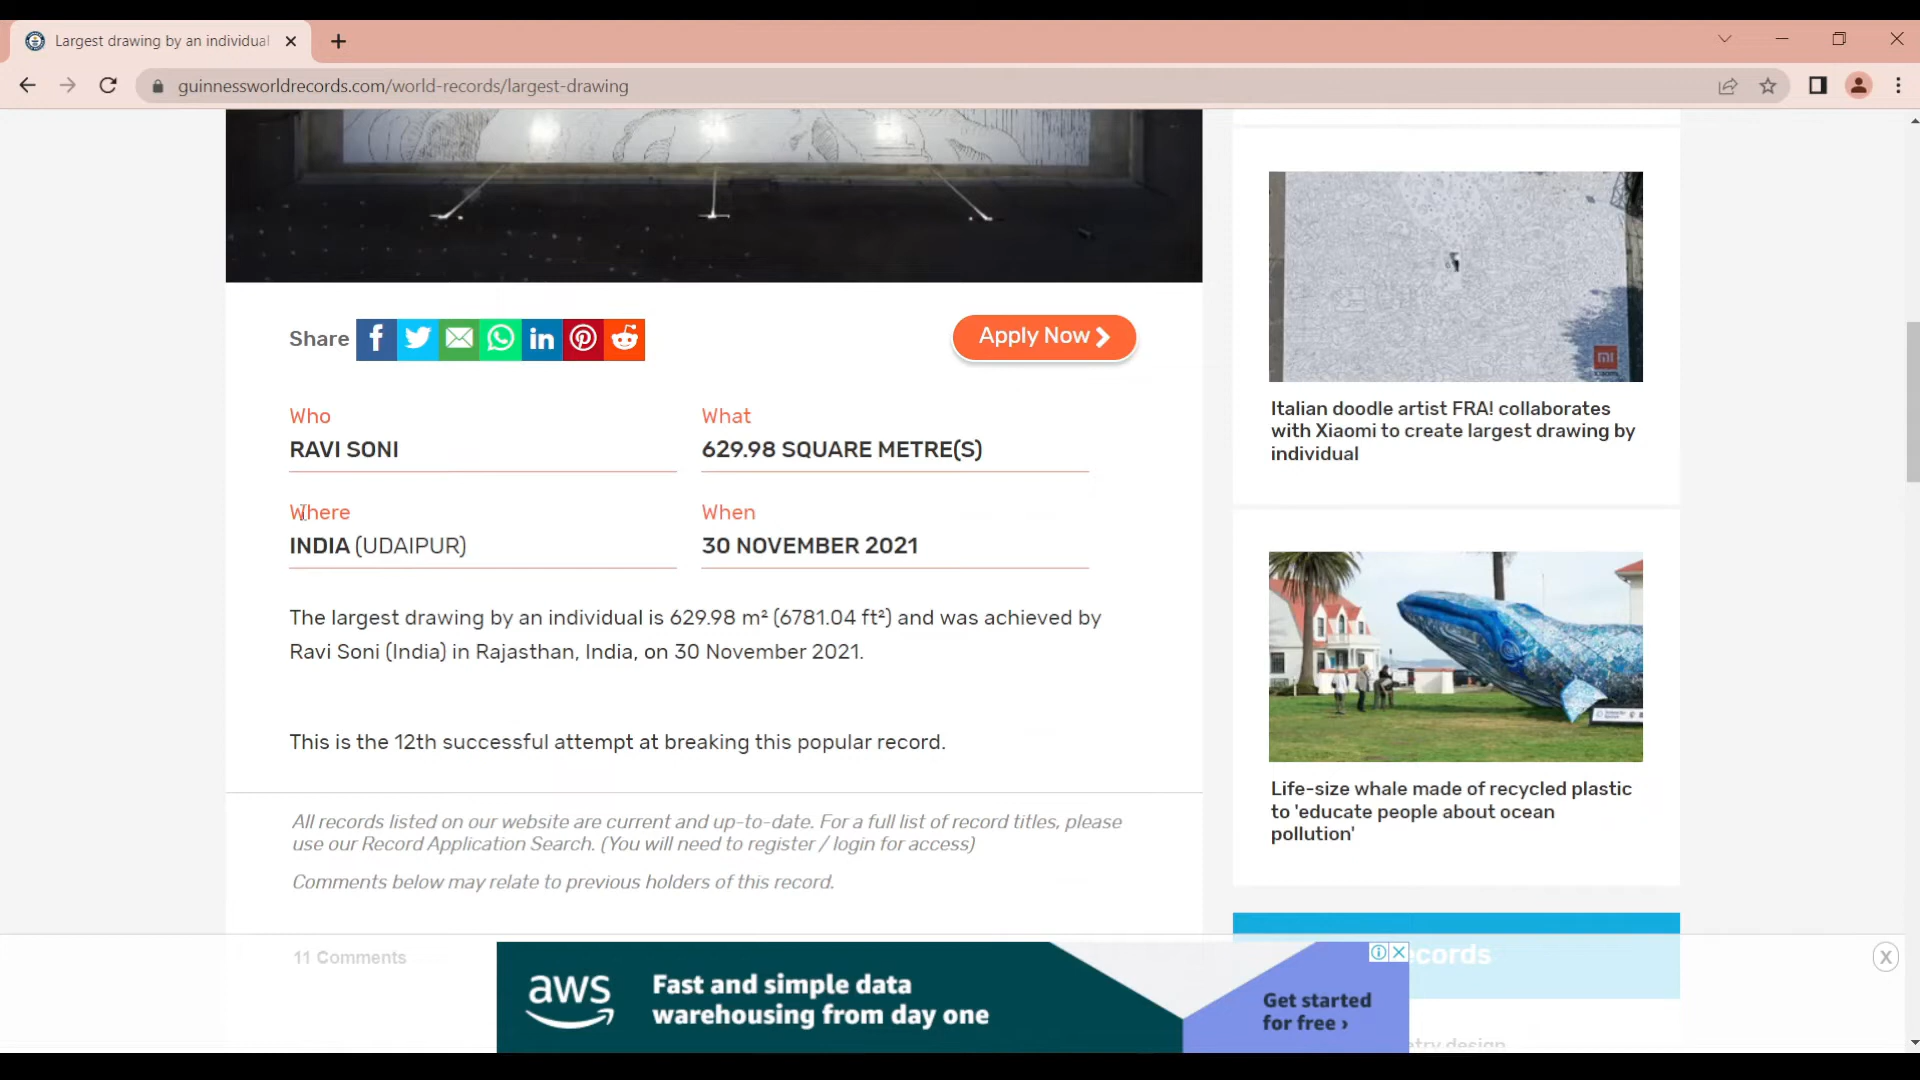 Largest drawing by an individual
guinnessworldrecords.com/world-records/largest-drawing
Share
Apply Now
Who
RAVI SONI
What
629.98 SQUARE METRE(S)
Where
INDIA (UDAIPUR)
When
30 NOVEMBER 2021
The largest drawing by an individual is 629.98 m² (6781.04 ft²) and was achieved by
Ravi Soni (India) in Rajasthan, India, on 30 November 2021.
This is the 12th successful attempt at breaking this popular record.
All records listed on our website are current and up-to-date. For a full list of record titles, please
use our Record Application Search. (You will need to register / login for access)
Comments below may relate to previous holders of this record.
11 Comments
mi
Italian doodle artist FRA! collaborates
with Xiaomi to create largest drawing by
individual
Life-size whale made of recycled plastic
to 'educate people about ocean
pollution'
cords
etry design
aws
Fast and simple data
warehousing from day one
Get started
for free ›